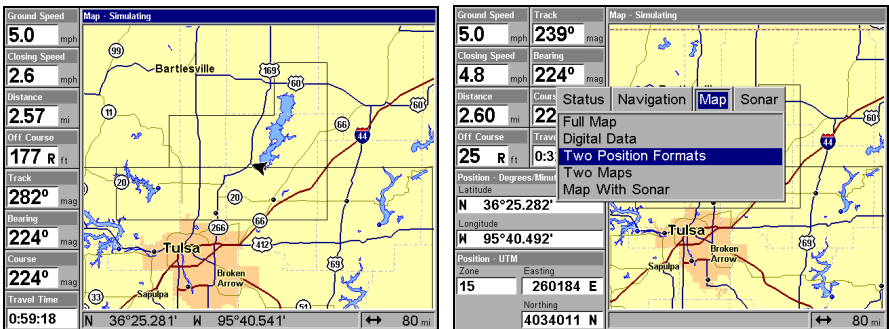 Ground Speed
5.0 mph
Closing Speed
2.6 mph
Distance
2.57 mi
Off Course
177 R ft
Track
282° mag
Bearing
224° mag
Course
224° mag
Travel Time
0:59:18
Map - Simulating
99
Bartlesville
169
60
60
11
66
44
20
20
66
266
412
Tulsa
69
Broken
Arrow
33
Sapulpa
N 36°25.281' W 95°40.541' ↔ 80 mi
Ground Speed
5.0 mph
Track
239° mag
Map - Simulating
Closing Speed
4.8 mph
Bearing
224° mag
Distance
2.60 mi
Off Course
25 R ft
Status Navigation Map Sonar
Full Map
Digital Data
Two Position Formats
Two Maps
Map With Sonar
60
44
Position - Degrees/Minut
Latitude
N 36°25.282'
Longitude
W 95°40.492'
Position - UTM
Zone
15
Easting
260184 E
Northing
4034011 N
Tulsa
69
Broken
Arrow
Sapulpa
↔ 80 mi